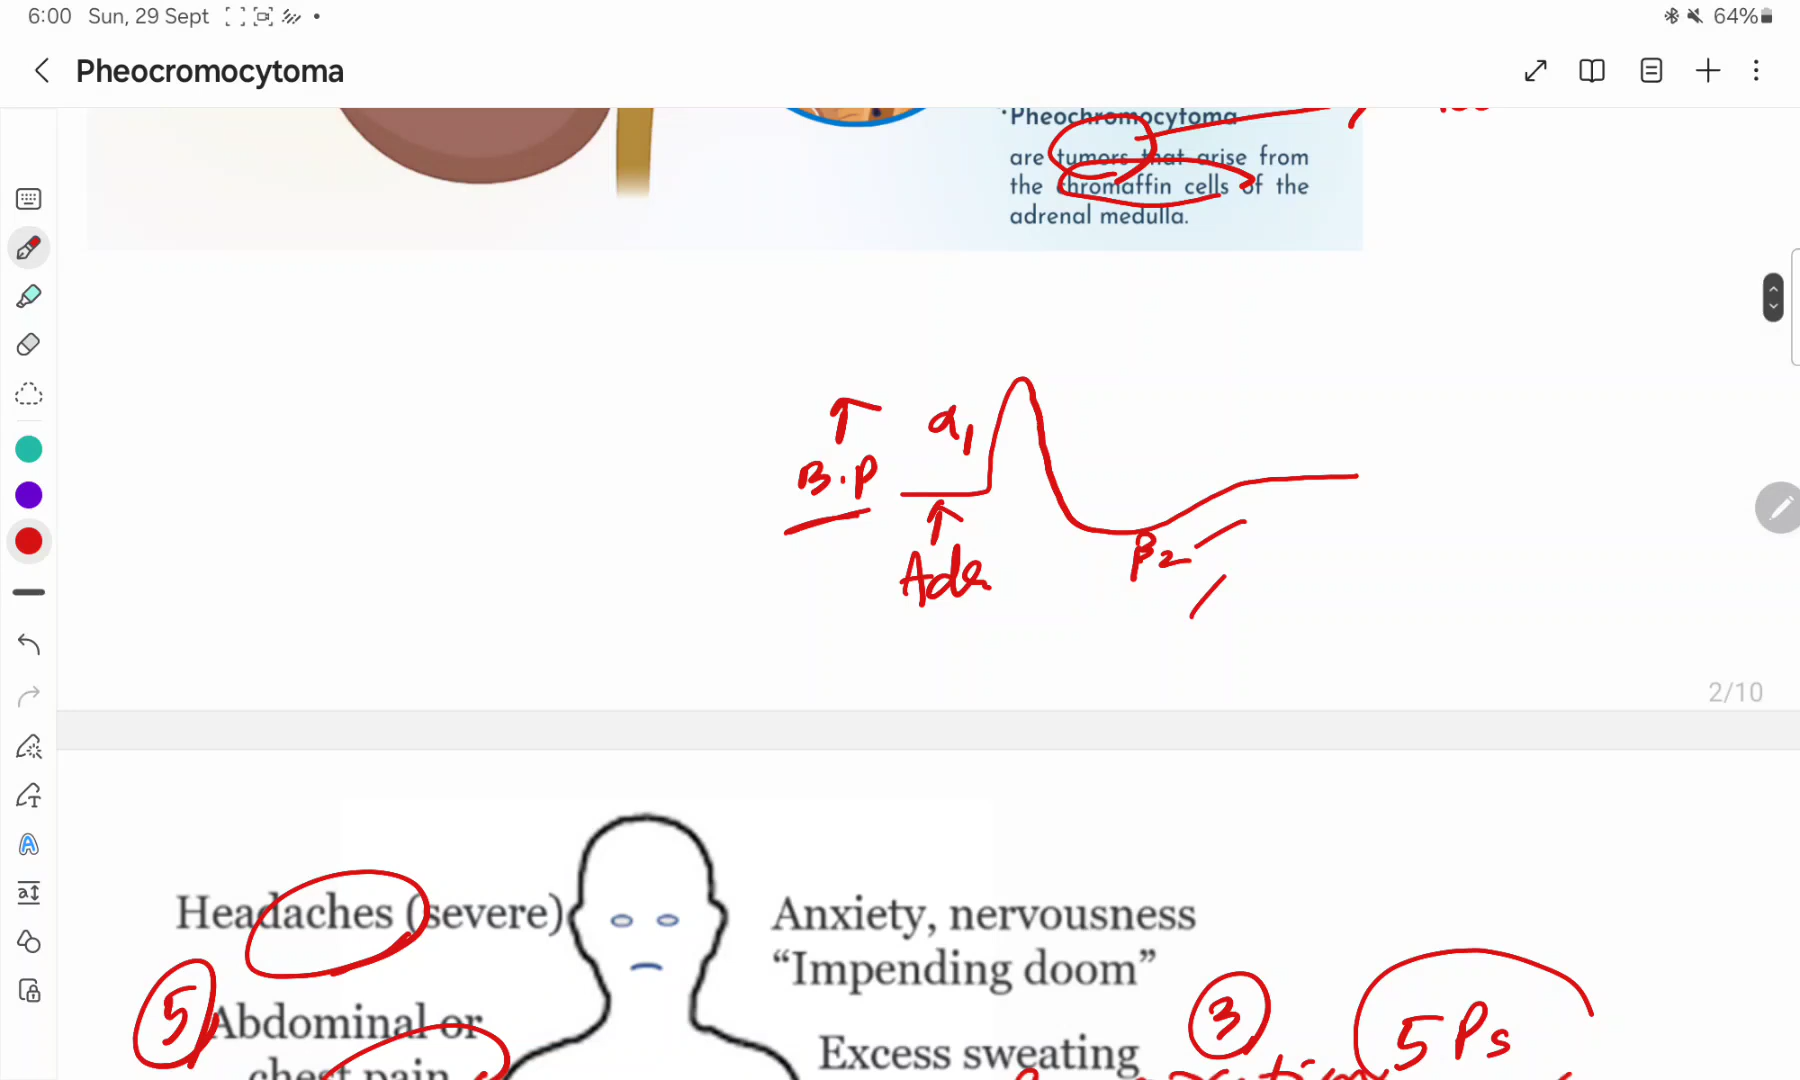 6:00 Sun, 29 Sept 64%
Pheocromocytoma
Pheochromocytoma
are tumors that arise from
the chromaffin cells of the
adrenal medulla.
α1
B.P
Adr
β2
2/10
Headaches (severe)
Anxiety, nervousness
"Impending doom"
5
Abdominal or
chest pain
3
5 Ps
Excess sweating